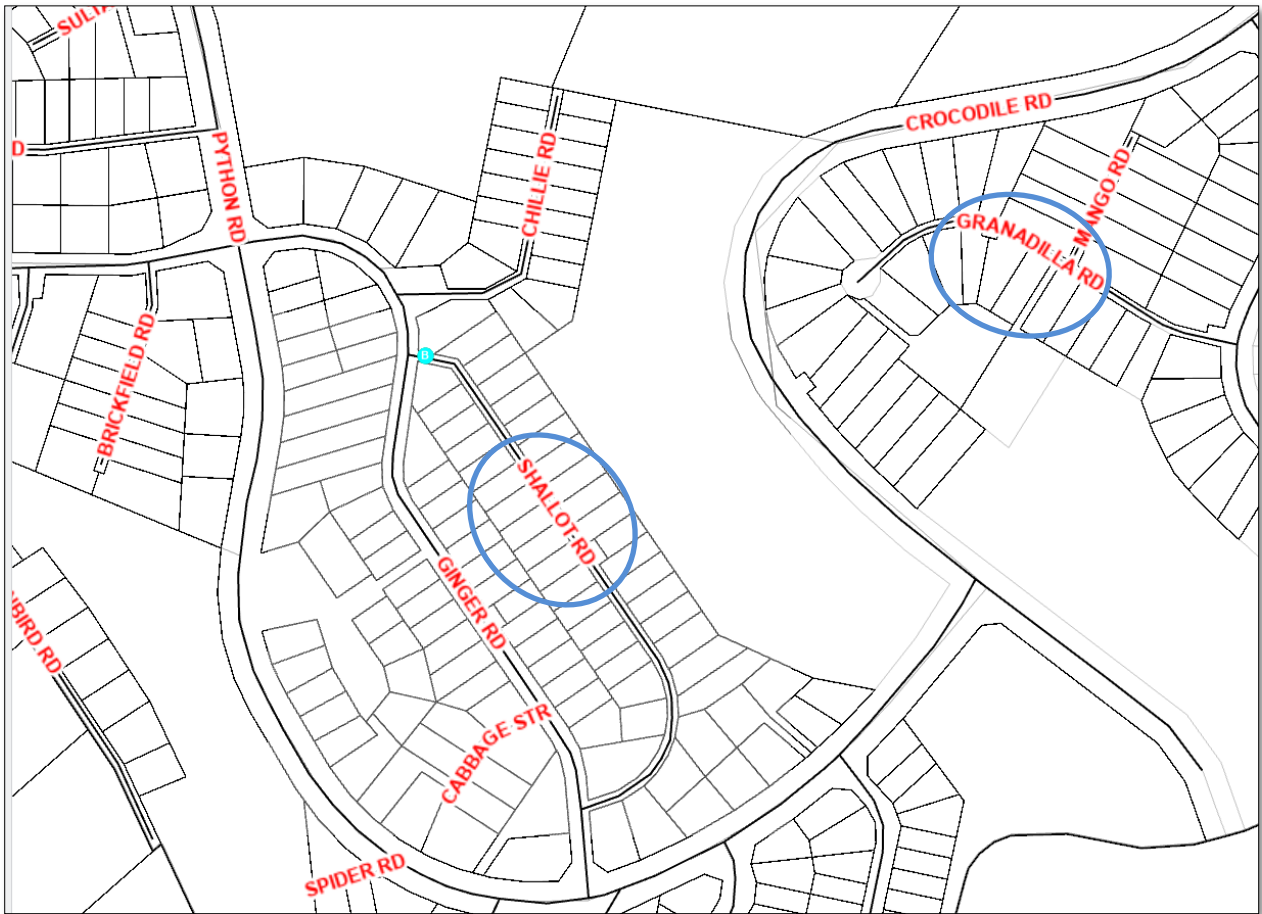 SULTA
D
PYTHON RD
CHILLIE RD
CROCODILE RD
MANGO RD
GRANADILLA RD
BRICKFIELD RD
B
SHALLOT RD
GINGER RD
BIRD RD
CABBAGE STR
SPIDER RD